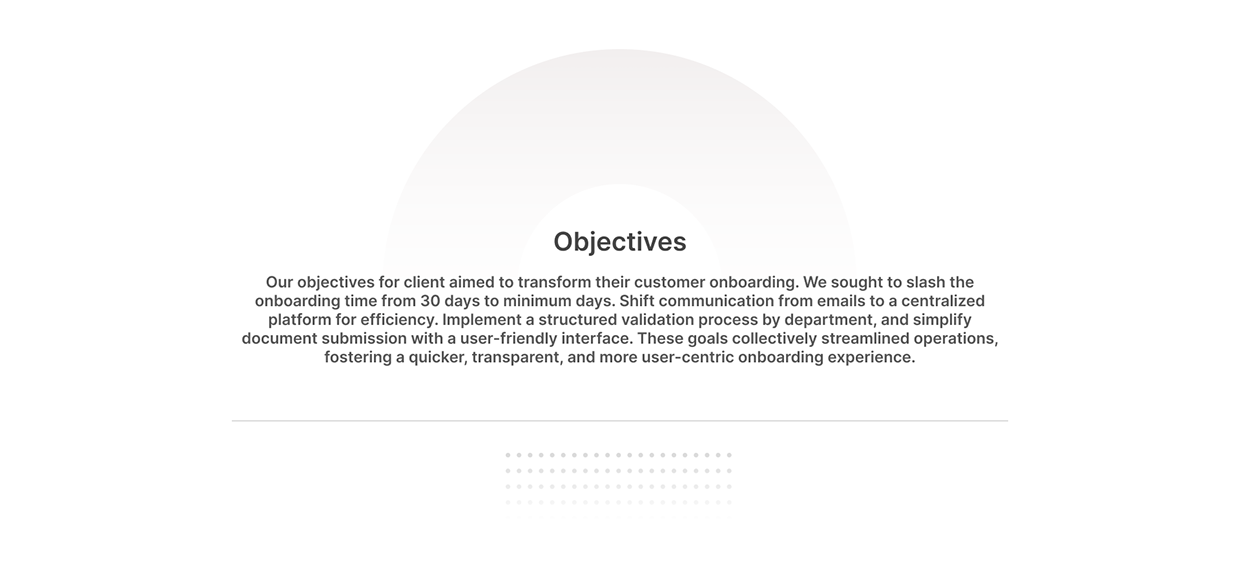 Objectives
Our objectives for client aimed to transform their customer onboarding. We sought to slash the
onboarding time from 30 days to minimum days. Shift communication from emails to a centralized
platform for efficiency. Implement a structured validation process by department, and simplify
document submission with a user-friendly interface. These goals collectively streamlined operations,
fostering a quicker, transparent, and more user-centric onboarding experience.